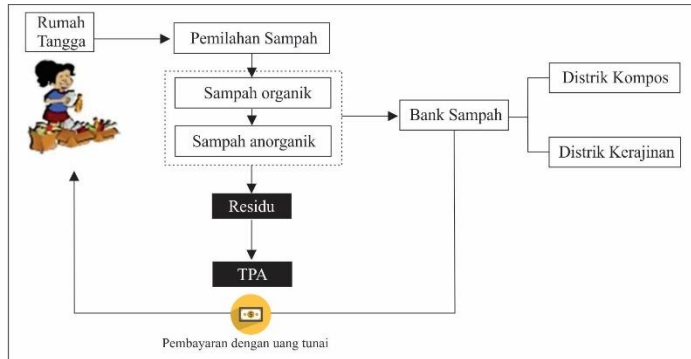 Rumah
Tangga
Pemilahan Sampah
Sampah organik
Sampah anorganik
Bank Sampah
Distrik Kompos
Distrik Kerajinan
Residu
TPA
Pembayaran dengan uang tunai